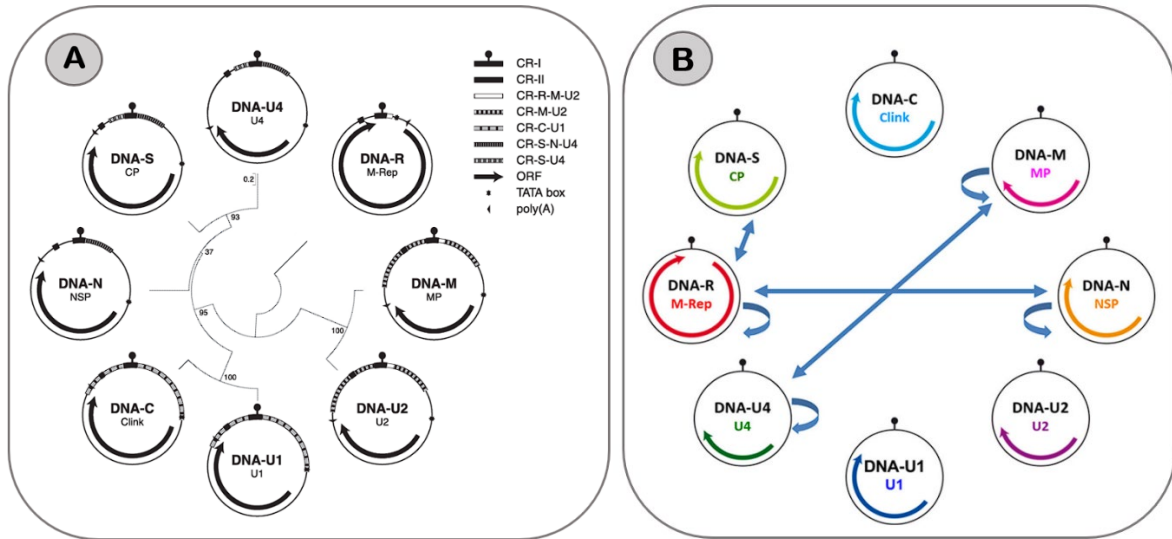 A
DNA-U4
U4
DNA-S
CP
DNA-R
M-Rep
DNA-N
NSP
DNA-M
MP
DNA-C
Clink
DNA-U2
U2
DNA-U1
U1
0.2
93
37
95
100
100
CR-I
CR-II
CR-R-M-U2
CR-M-U2
CR-C-U1
CR-S-N-U4
CR-S-U4
ORF
TATA box
poly(A)
B
DNA-C
Clink
DNA-S
CP
DNA-M
MP
DNA-R
M-Rep
DNA-N
NSP
DNA-U4
U4
DNA-U2
U2
DNA-U1
U1